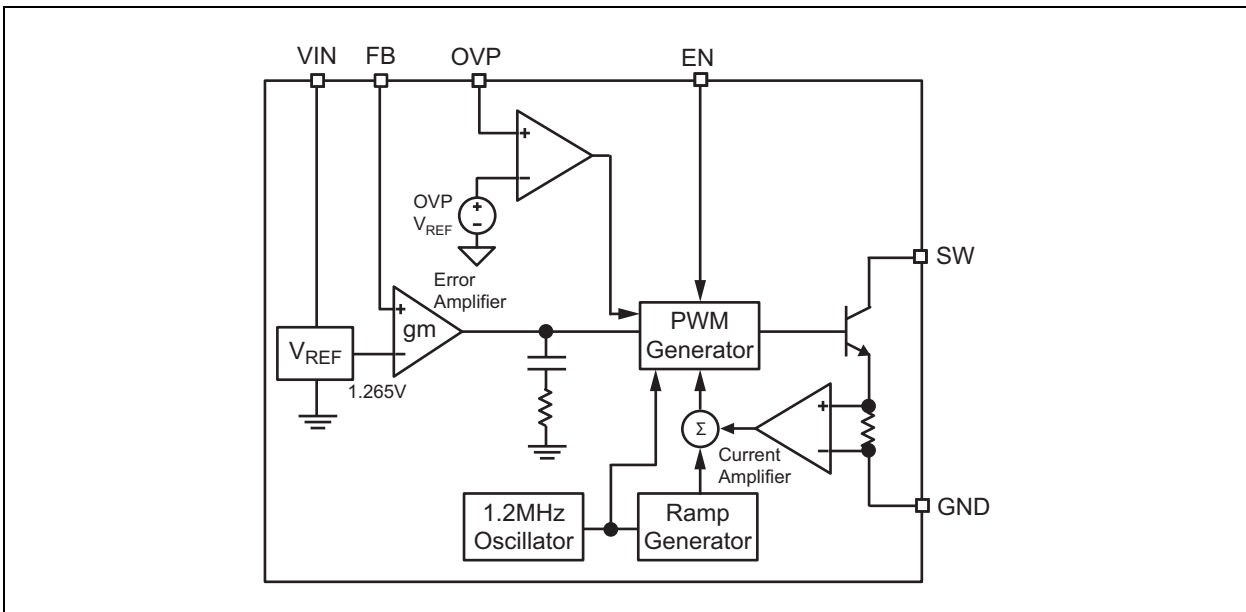 VIN
FB
OVP
EN
+
−
OVP
VREF
+
−
SW
Error
Amplifier
+
gm
−
VREF
1.265V
PWM
Generator
Σ
Current
Amplifier
+
−
GND
1.2MHz
Oscillator
Ramp
Generator